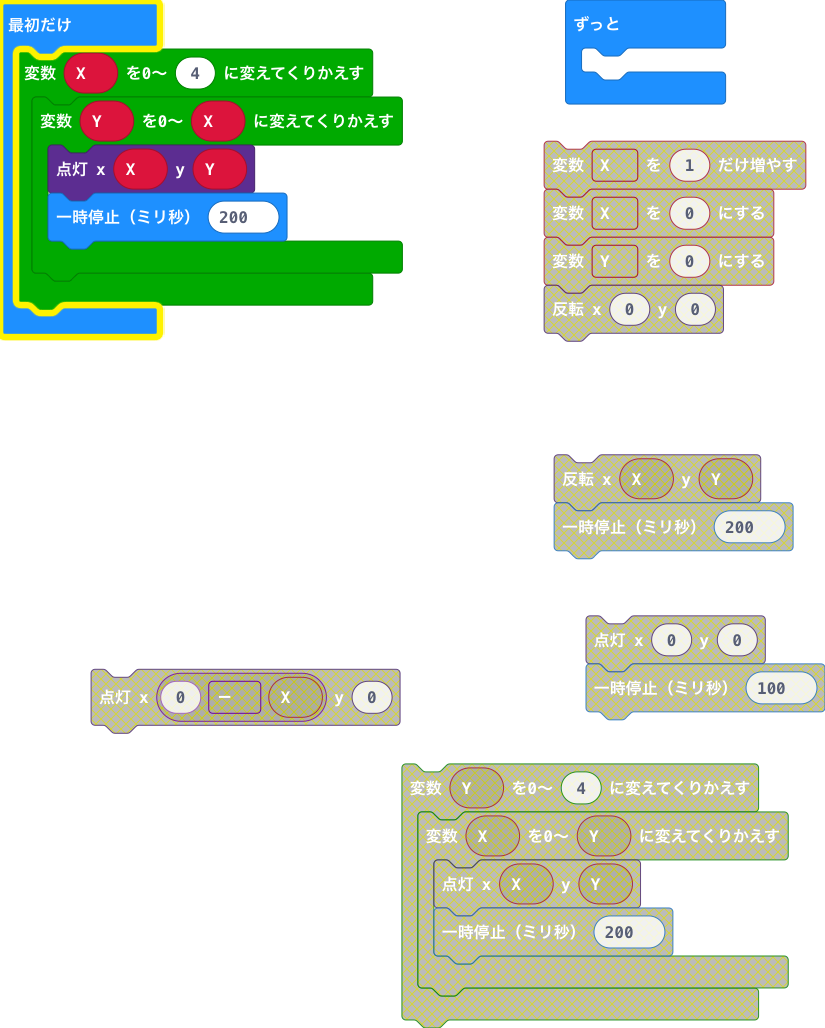 最初だけ
変数 X を0～ 4 に変えてくりかえす
変数 Y を0～ X に変えてくりかえす
点灯 x X y Y
一時停止（ミリ秒） 200
ずっと
変数 X を 1 だけ増やす
変数 X を 0 にする
変数 Y を 0 にする
反転 x 0 y 0
反転 x X y Y
一時停止（ミリ秒） 200
点灯 x 0 y 0
一時停止（ミリ秒） 100
点灯 x 0 － X y 0
変数 Y を0～ 4 に変えてくりかえす
変数 X を0～ Y に変えてくりかえす
点灯 x X y Y
一時停止（ミリ秒） 200